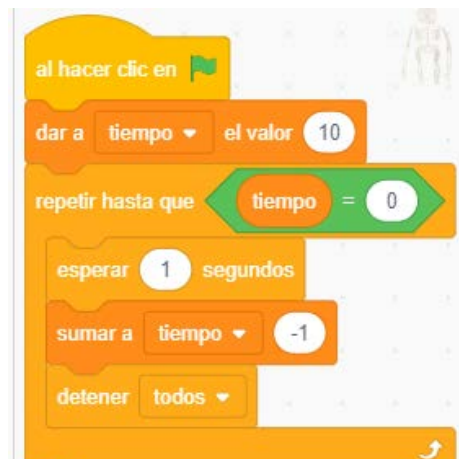 al hacer clic en
dar a tiempo el valor 10
repetir hasta que tiempo = 0
esperar 1 segundos
sumar a tiempo -1
detener todos